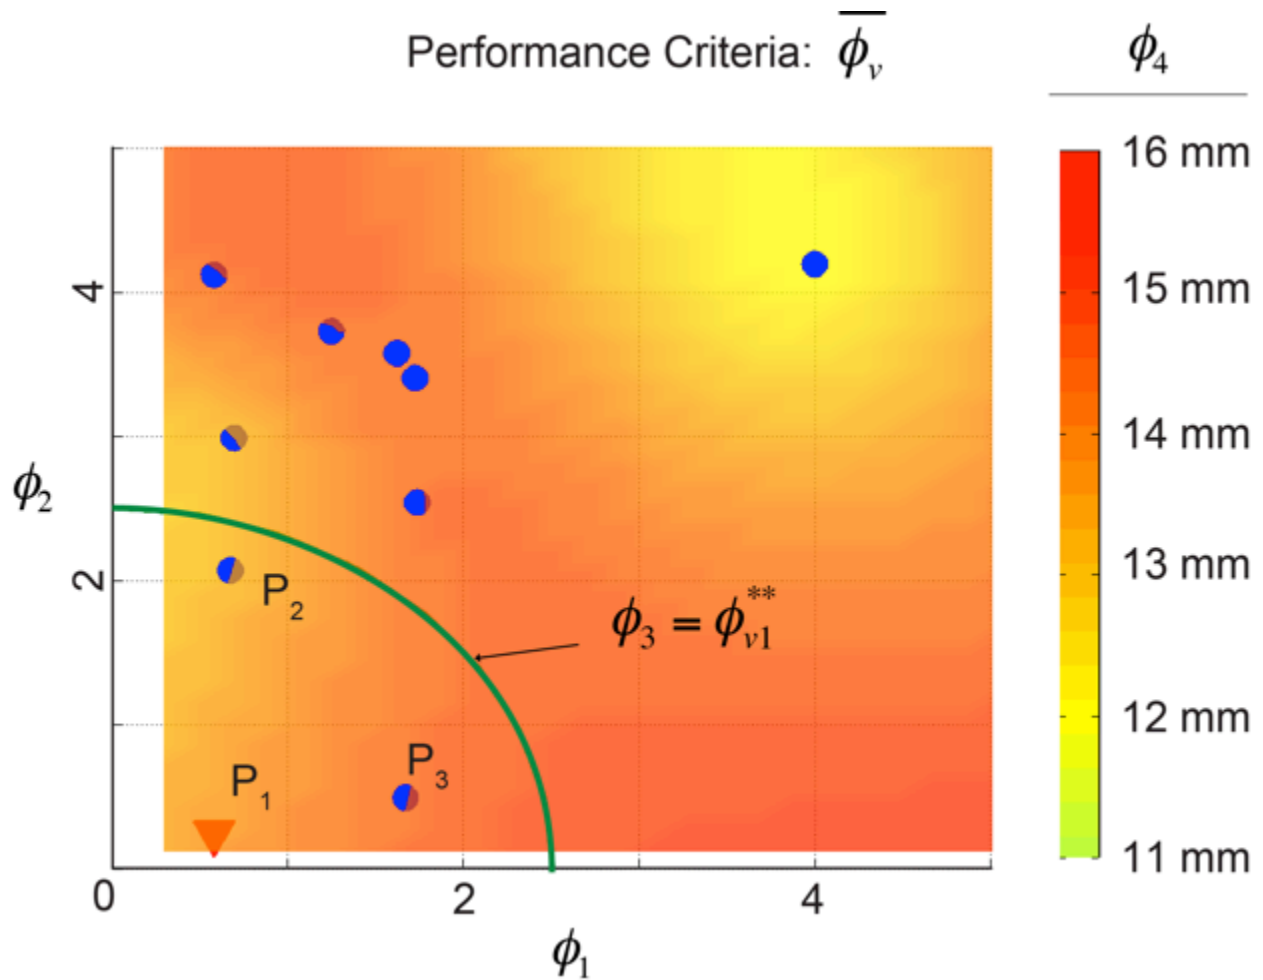 Performance Criteria: ϕ̅ᵥ
ϕ₄
16 mm
15 mm
14 mm
13 mm
12 mm
11 mm
4
ϕ₂
2
P₂
ϕ₃ = ϕᵥ₁**
P₃
P₁
0 2 4
ϕ₁